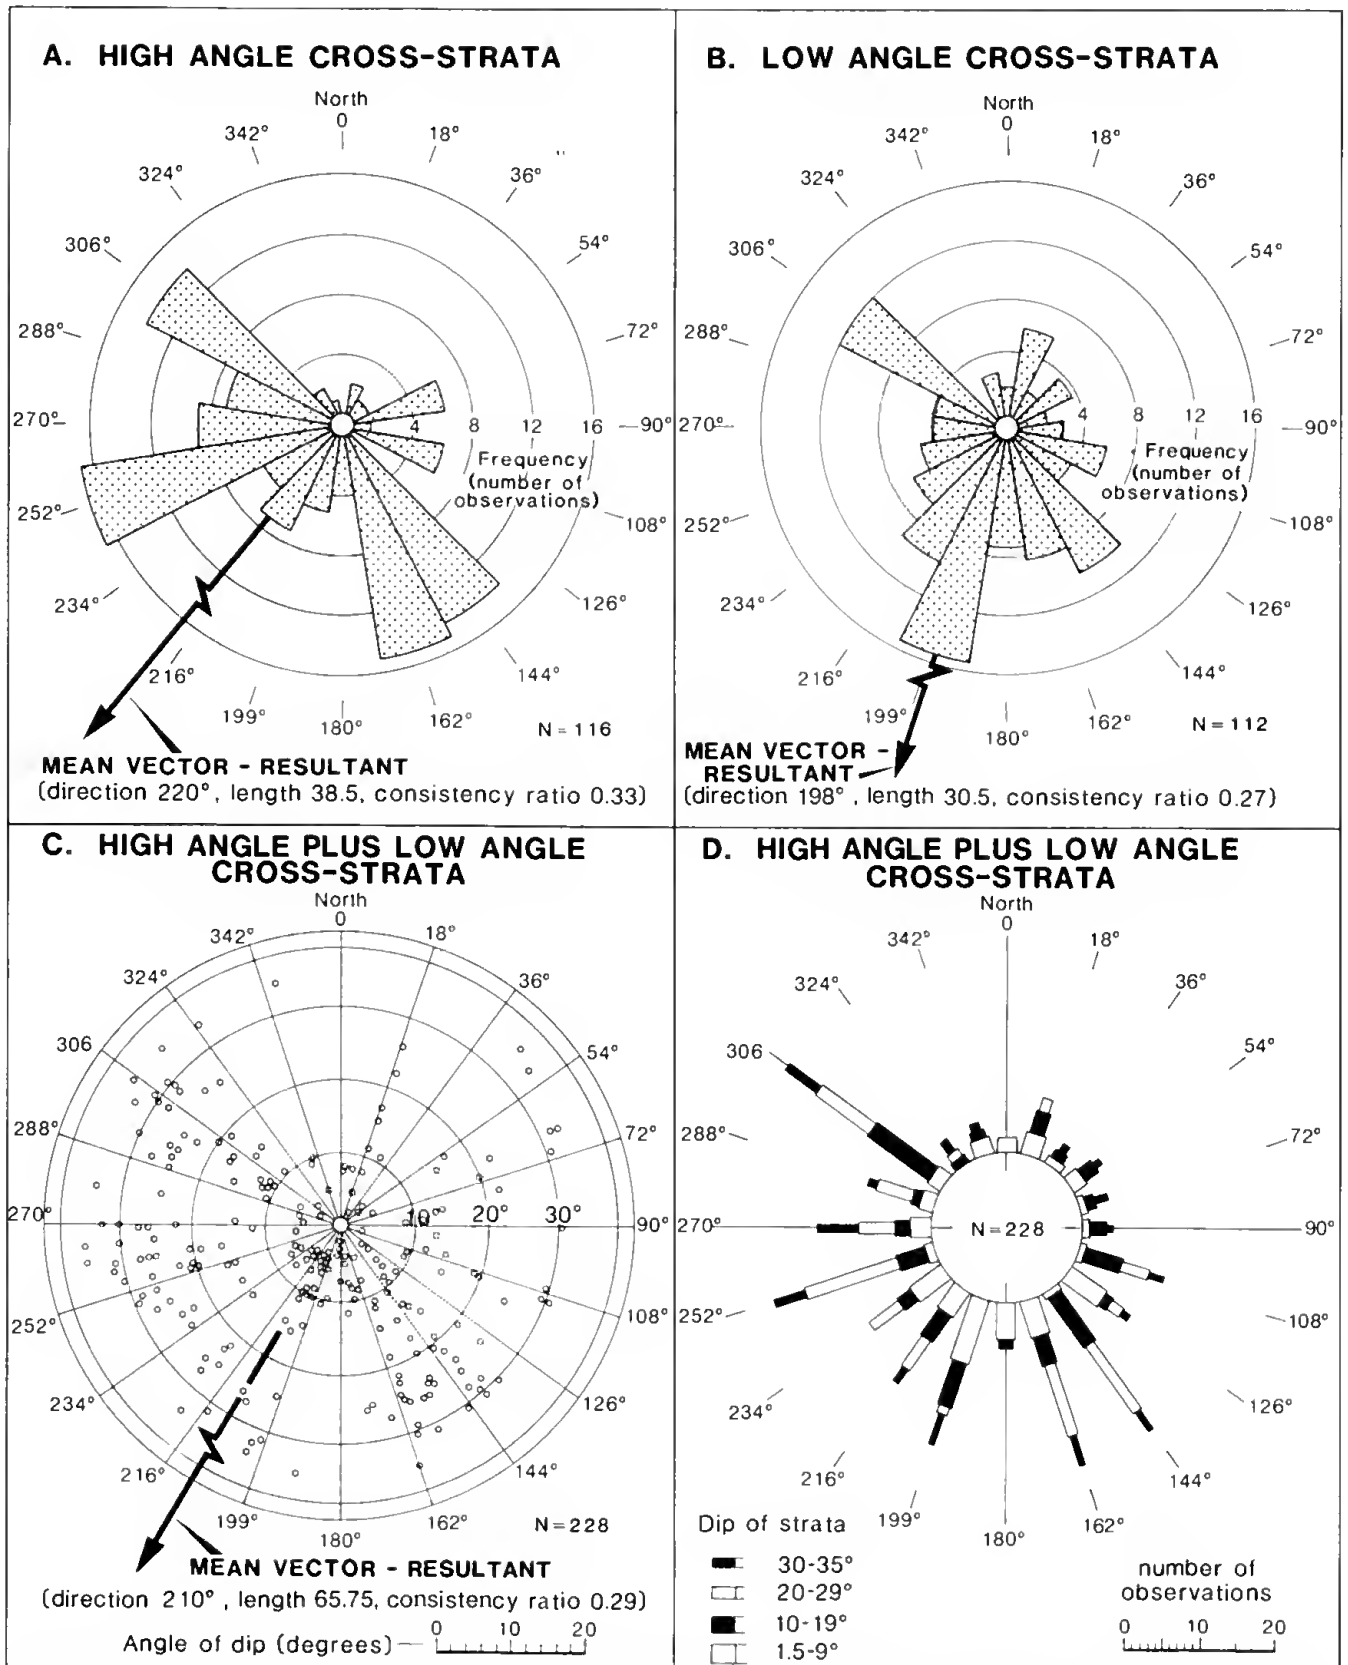 A. HIGH ANGLE CROSS-STRATA
North
0
18°
36°
54°
72°
90°
108°
126°
144°
162°
180°
199°
216°
234°
252°
270°
288°
306°
324°
342°
4 8 12 16
Frequency
(number of
observations)
N = 116
MEAN VECTOR - RESULTANT
(direction 220°, length 38.5, consistency ratio 0.33)
B. LOW ANGLE CROSS-STRATA
North
0
18°
36°
54°
72°
90°
108°
126°
144°
162°
180°
199°
216°
234°
252°
270°
288°
306°
324°
342°
4 8 12 16
Frequency
(number of
observations)
N = 112
MEAN VECTOR -
RESULTANT
(direction 198°, length 30.5, consistency ratio 0.27)
C. HIGH ANGLE PLUS LOW ANGLE
CROSS-STRATA
North
0
18°
36°
54°
72°
90°
108°
126°
144°
162°
180°
199°
216°
234°
252°
270°
288°
306
324°
342°
10° 20° 30°
N=228
MEAN VECTOR - RESULTANT
(direction 210°, length 65.75, consistency ratio 0.29)
Angle of dip (degrees)
0 10 20
D. HIGH ANGLE PLUS LOW ANGLE
CROSS-STRATA
North
0
18°
36°
54°
72°
90°
108°
126°
144°
162°
180°
199°
216°
234°
252°
270°
288°
306
324°
342°
N=228
Dip of strata
30-35°
20-29°
10-19°
1.5-9°
number of
observations
0 10 20